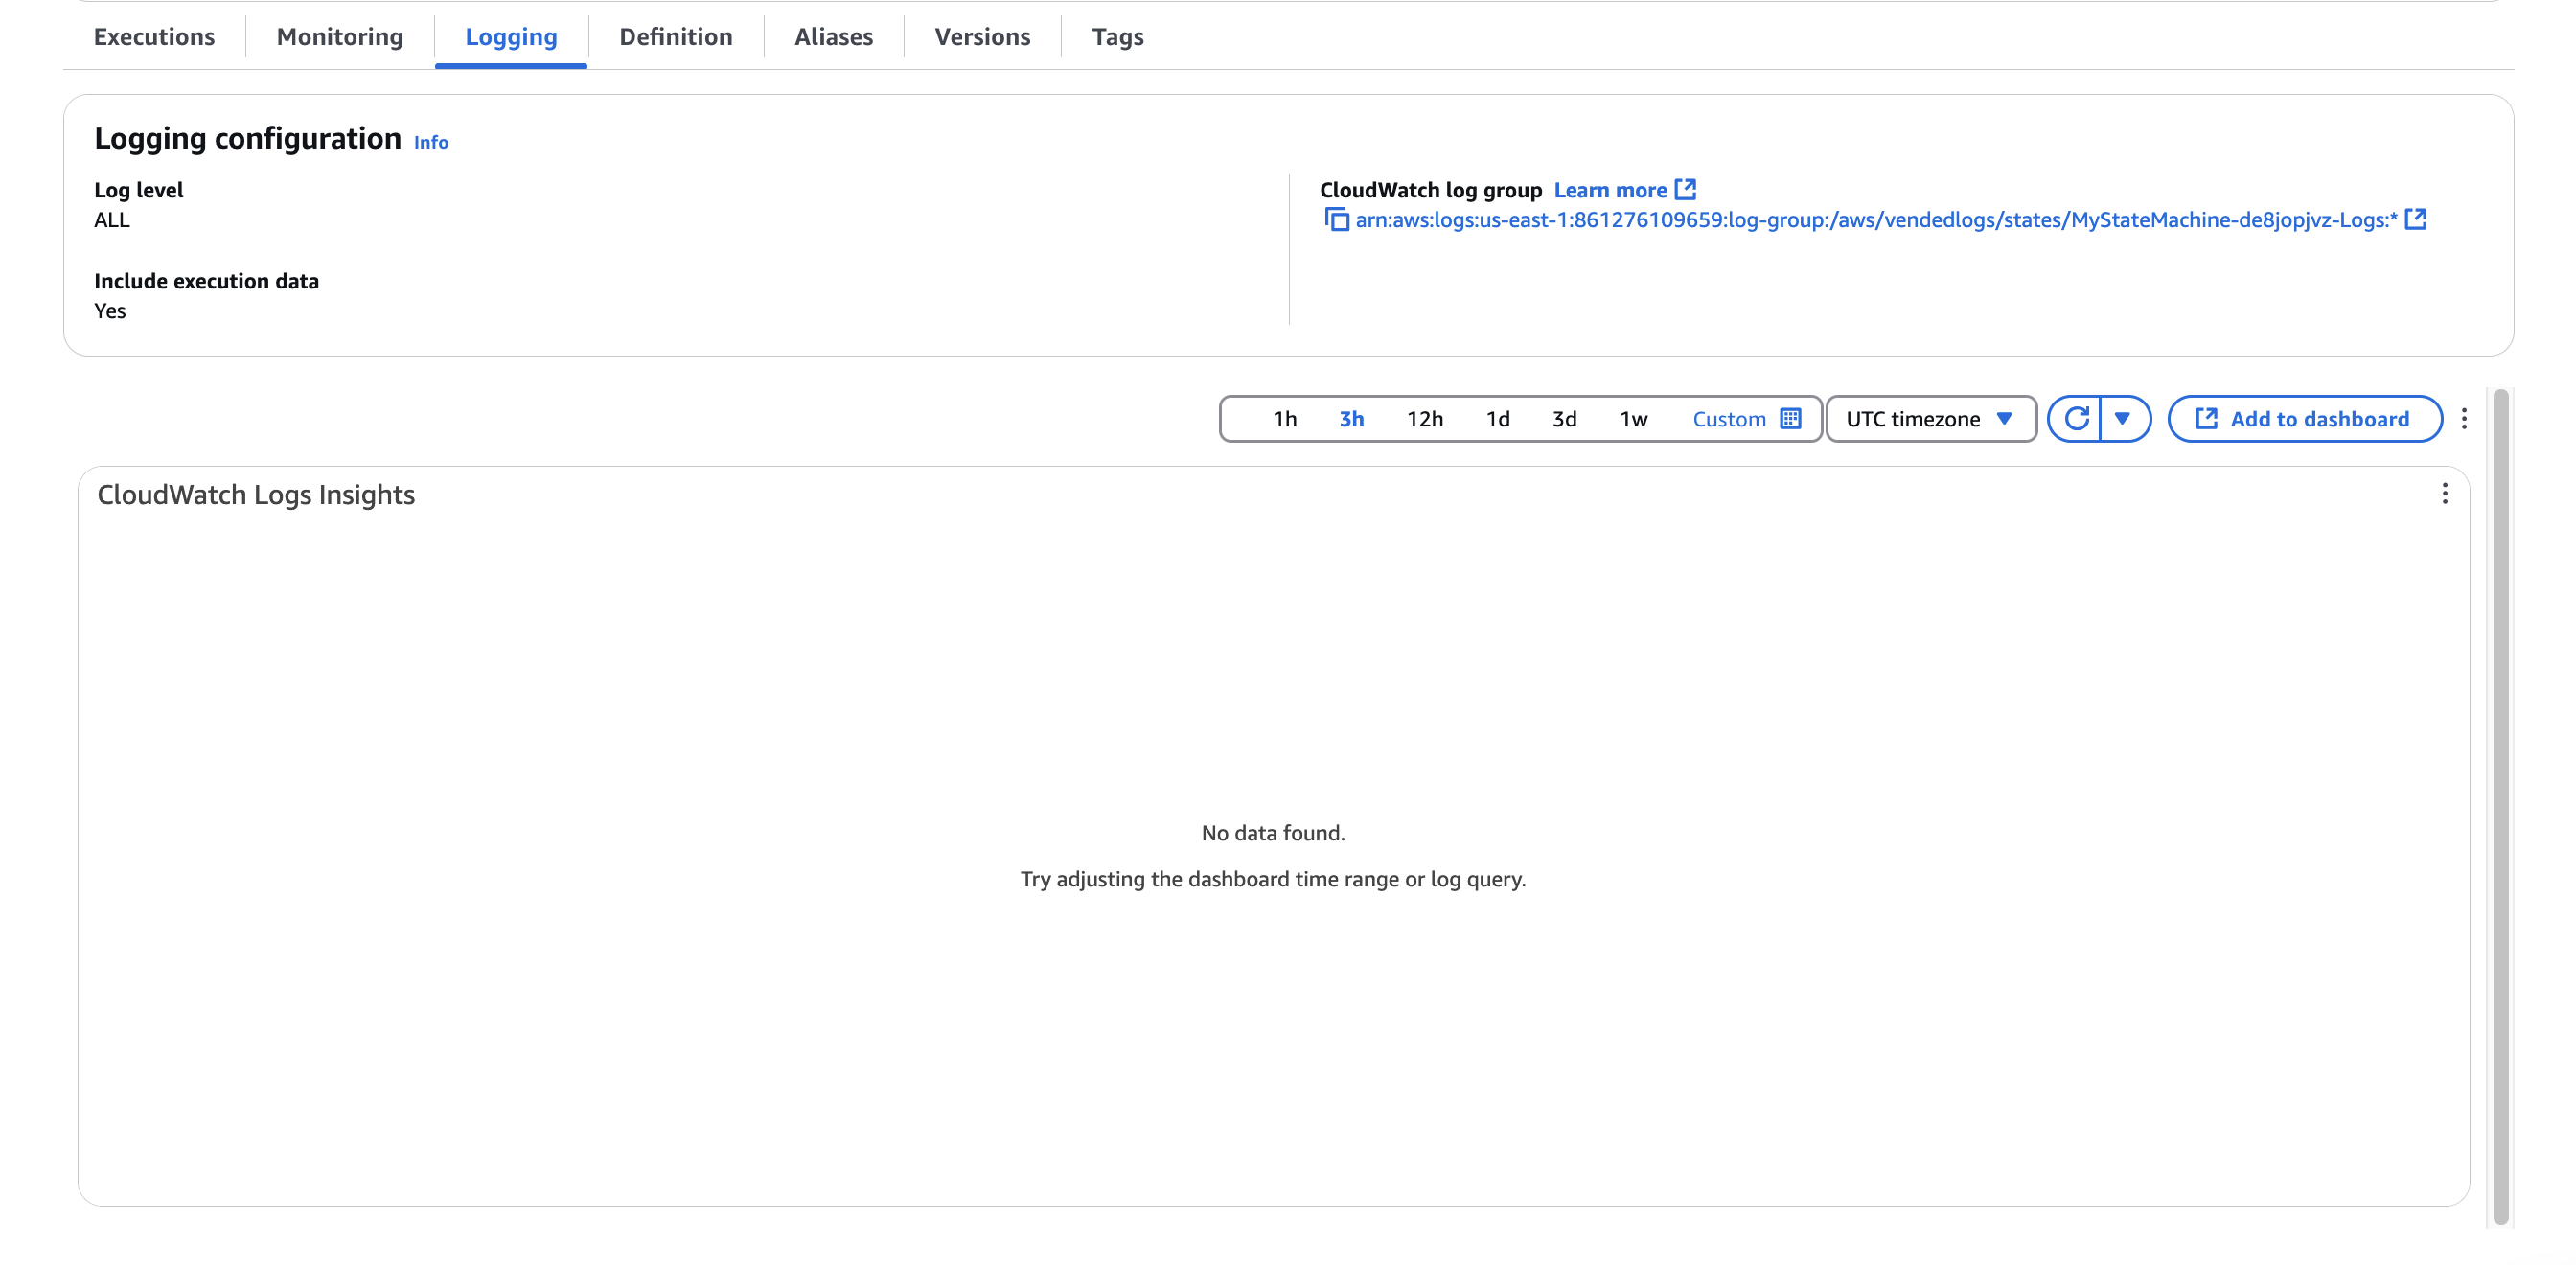 Executions Monitoring Logging Definition Aliases Versions Tags
Logging configuration Info
Log level
ALL
Include execution data
Yes
CloudWatch log group Learn more
arn:aws:logs:us-east-1:861276109659:log-group:/aws/vendedlogs/states/MyStateMachine-de8jopjvz-Logs:*
1h 3h 12h 1d 3d 1w Custom UTC timezone Add to dashboard
CloudWatch Logs Insights
No data found.
Try adjusting the dashboard time range or log query.